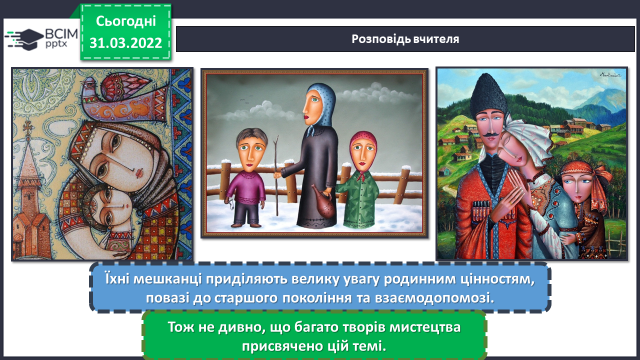 Сьогодні
31.03.2022
ВСІМ
pptx
Розповідь вчителя
Їхні мешканці приділяють велику увагу родинним цінностям,
повазі до старшого покоління та взаємодопомозі.
Тож не дивно, що багато творів мистецтва
присвячено цій темі.